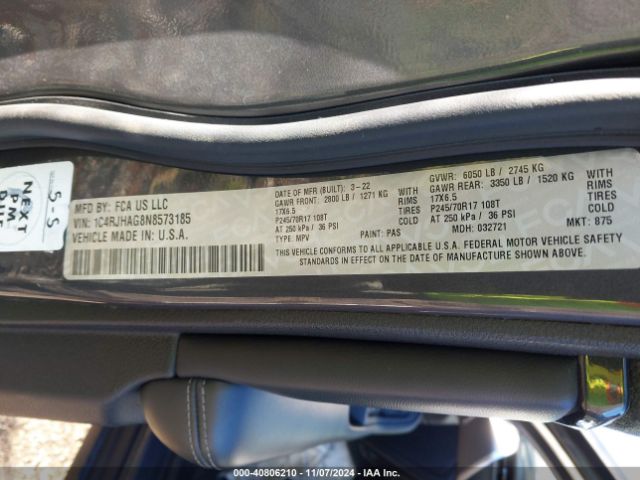 MFD BY: FCA US LLC
VIN: 1C4RJHAG8N8573185
VEHICLE MADE IN: U.S.A.
DATE OF MFR (BUILT): 3-22
GAWR FRONT: 2800 LB / 1271 KG WITH
17X6.5 RIMS
P245/70R17 108T TIRES
AT 250 kPa / 36 PSI COLD
TYPE: MPV PAINT: PAS
GVWR: 6050 LB / 2745 KG
GAWR REAR: 3350 LB / 1520 KG WITH
17X6.5 RIMS
P245/70R17 108T TIRES
AT 250 kPa / 36 PSI COLD
MDH: 032721 MKT: 875
THIS VEHICLE CONFORMS TO ALL APPLICABLE U.S.A. FEDERAL MOTOR VEHICLE SAFETY
STANDARDS IN EFFECT ON THE DATE OF MANUFACTURE SHOWN ABOVE.
NEXT
PM
DUE
S-S
000-40806210 - 11/07/2024 - IAA Inc.